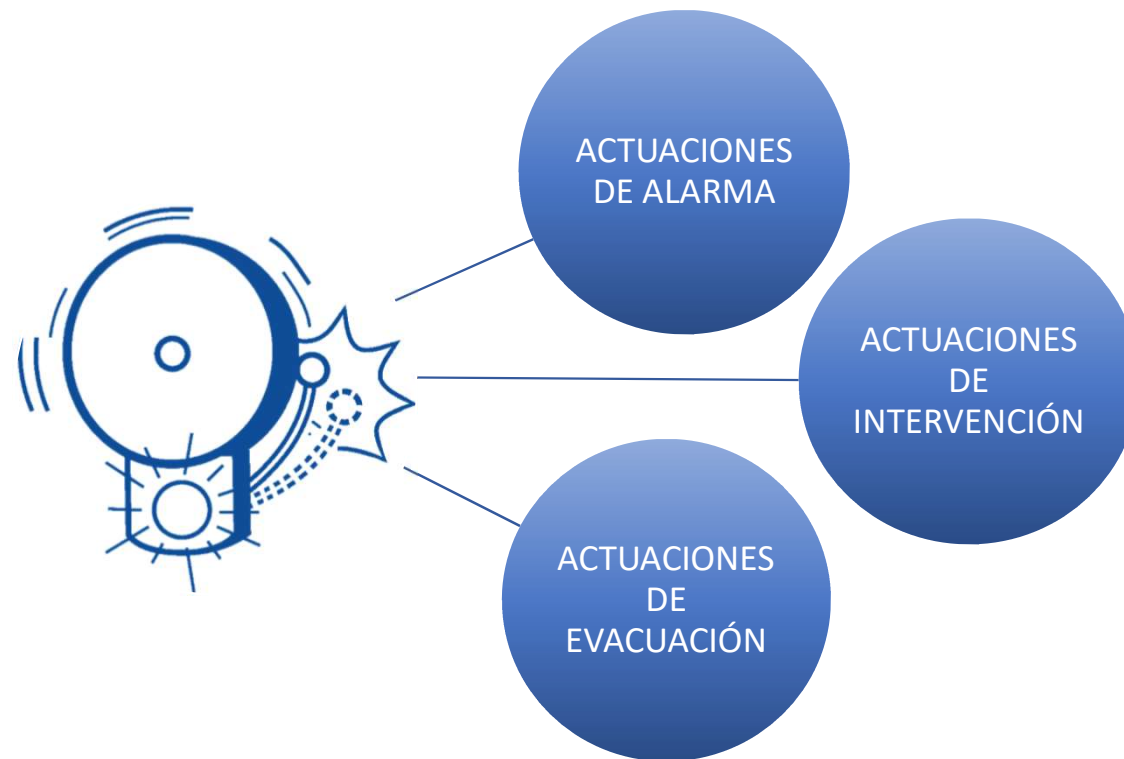 ACTUACIONES
DE ALARMA
ACTUACIONES
DE
INTERVENCIÓN
ACTUACIONES
DE
EVACUACIÓN